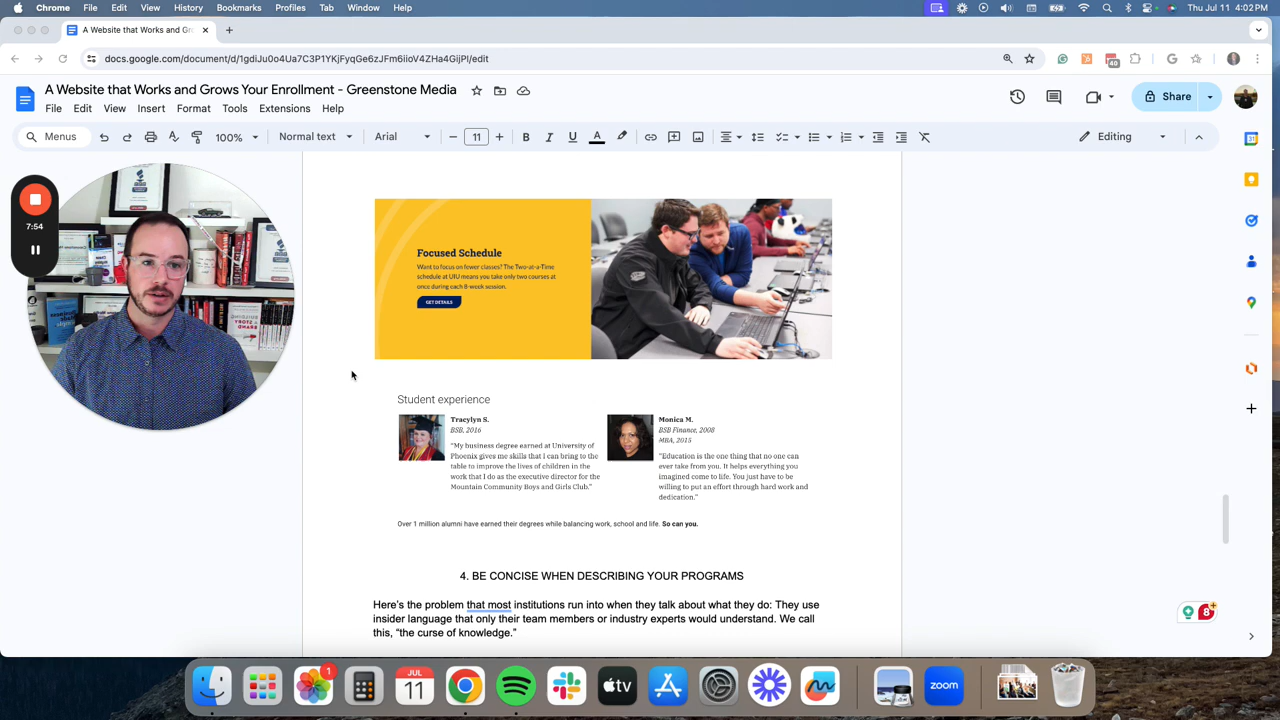 Chrome File Edit View History Bookmarks Profiles Tab Window Help
A Website that Works and Gr
docs.google.com/document/d/1gdiJu0o4Ua7C3P1YKjFyqGe6zJFm6iioV4ZHa4GijPI/edit
40
A Website that Works and Grows Your Enrollment - Greenstone Media
File Edit View Insert Format Tools Extensions Help
Share
Menus
100%
Normal text
Arial
11
Editing
7:54
Focused Schedule
Want to focus on fewer classes? The Two-at-a-Time
schedule at UIU means you take only two courses at
once during each 8-week session.
GET DETAILS
Student experience
Tracylyn S.
BSB, 2016
"My business degree earned at University of
Phoenix gives me skills that I can bring to the
table to improve the lives of children in the
work that I do as the executive director for the
Mountain Community Boys and Girls Club."
Monica M.
BSB Finance, 2008
MBA, 2015
"Education is the one thing that no one can
ever take from you. It helps everything you
imagined come to life. You just have to be
willing to put an effort through hard work and
dedication."
Over 1 million alumni have earned their degrees while balancing work, school and life. So can you.
4. BE CONCISE WHEN DESCRIBING YOUR PROGRAMS
Here's the problem that most institutions run into when they talk about what they do: They use
insider language that only their team members or industry experts would understand. We call
this, "the curse of knowledge."
8
1
JUL
11
tv
zoom